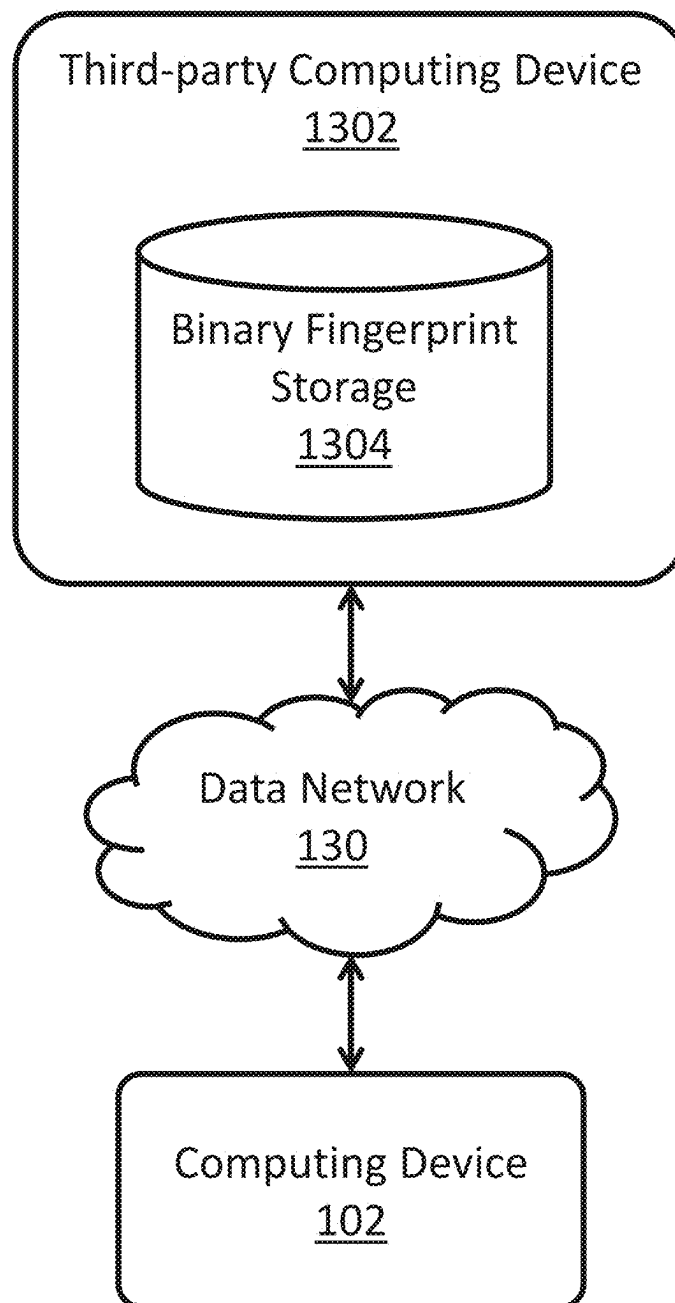 Third-party Computing Device
1302
Binary Fingerprint
Storage
1304
Data Network
130
Computing Device
102